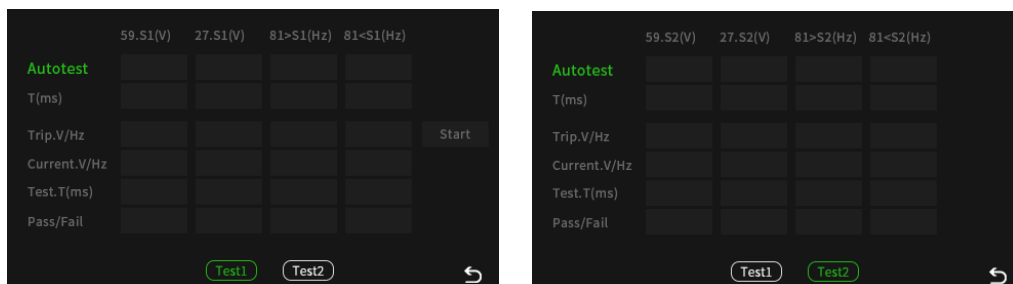 59.S1(V) 27.S1(V) 81>S1(Hz) 81<S1(Hz)
Autotest
T(ms)
Trip.V/Hz Start
Current.V/Hz
Test.T(ms)
Pass/Fail
Test1 Test2
59.S2(V) 27.S2(V) 81>S2(Hz) 81<S2(Hz)
Autotest
T(ms)
Trip.V/Hz
Current.V/Hz
Test.T(ms)
Pass/Fail
Test1 Test2